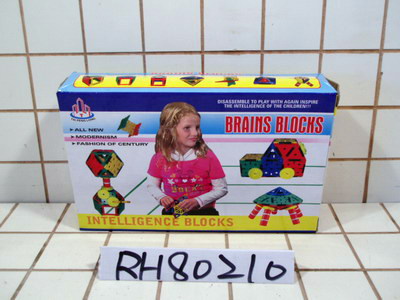 DISASSEMBLE TO PLAY WITH AGAIN INSPIRE
THE INTELLIGENCE OF THE CHILDREN!!!
BRAINS BLOCKS
ALL NEW
MODERNISM
FASHION OF CENTURY
INTELLIGENCE BLOCKS
RH80210